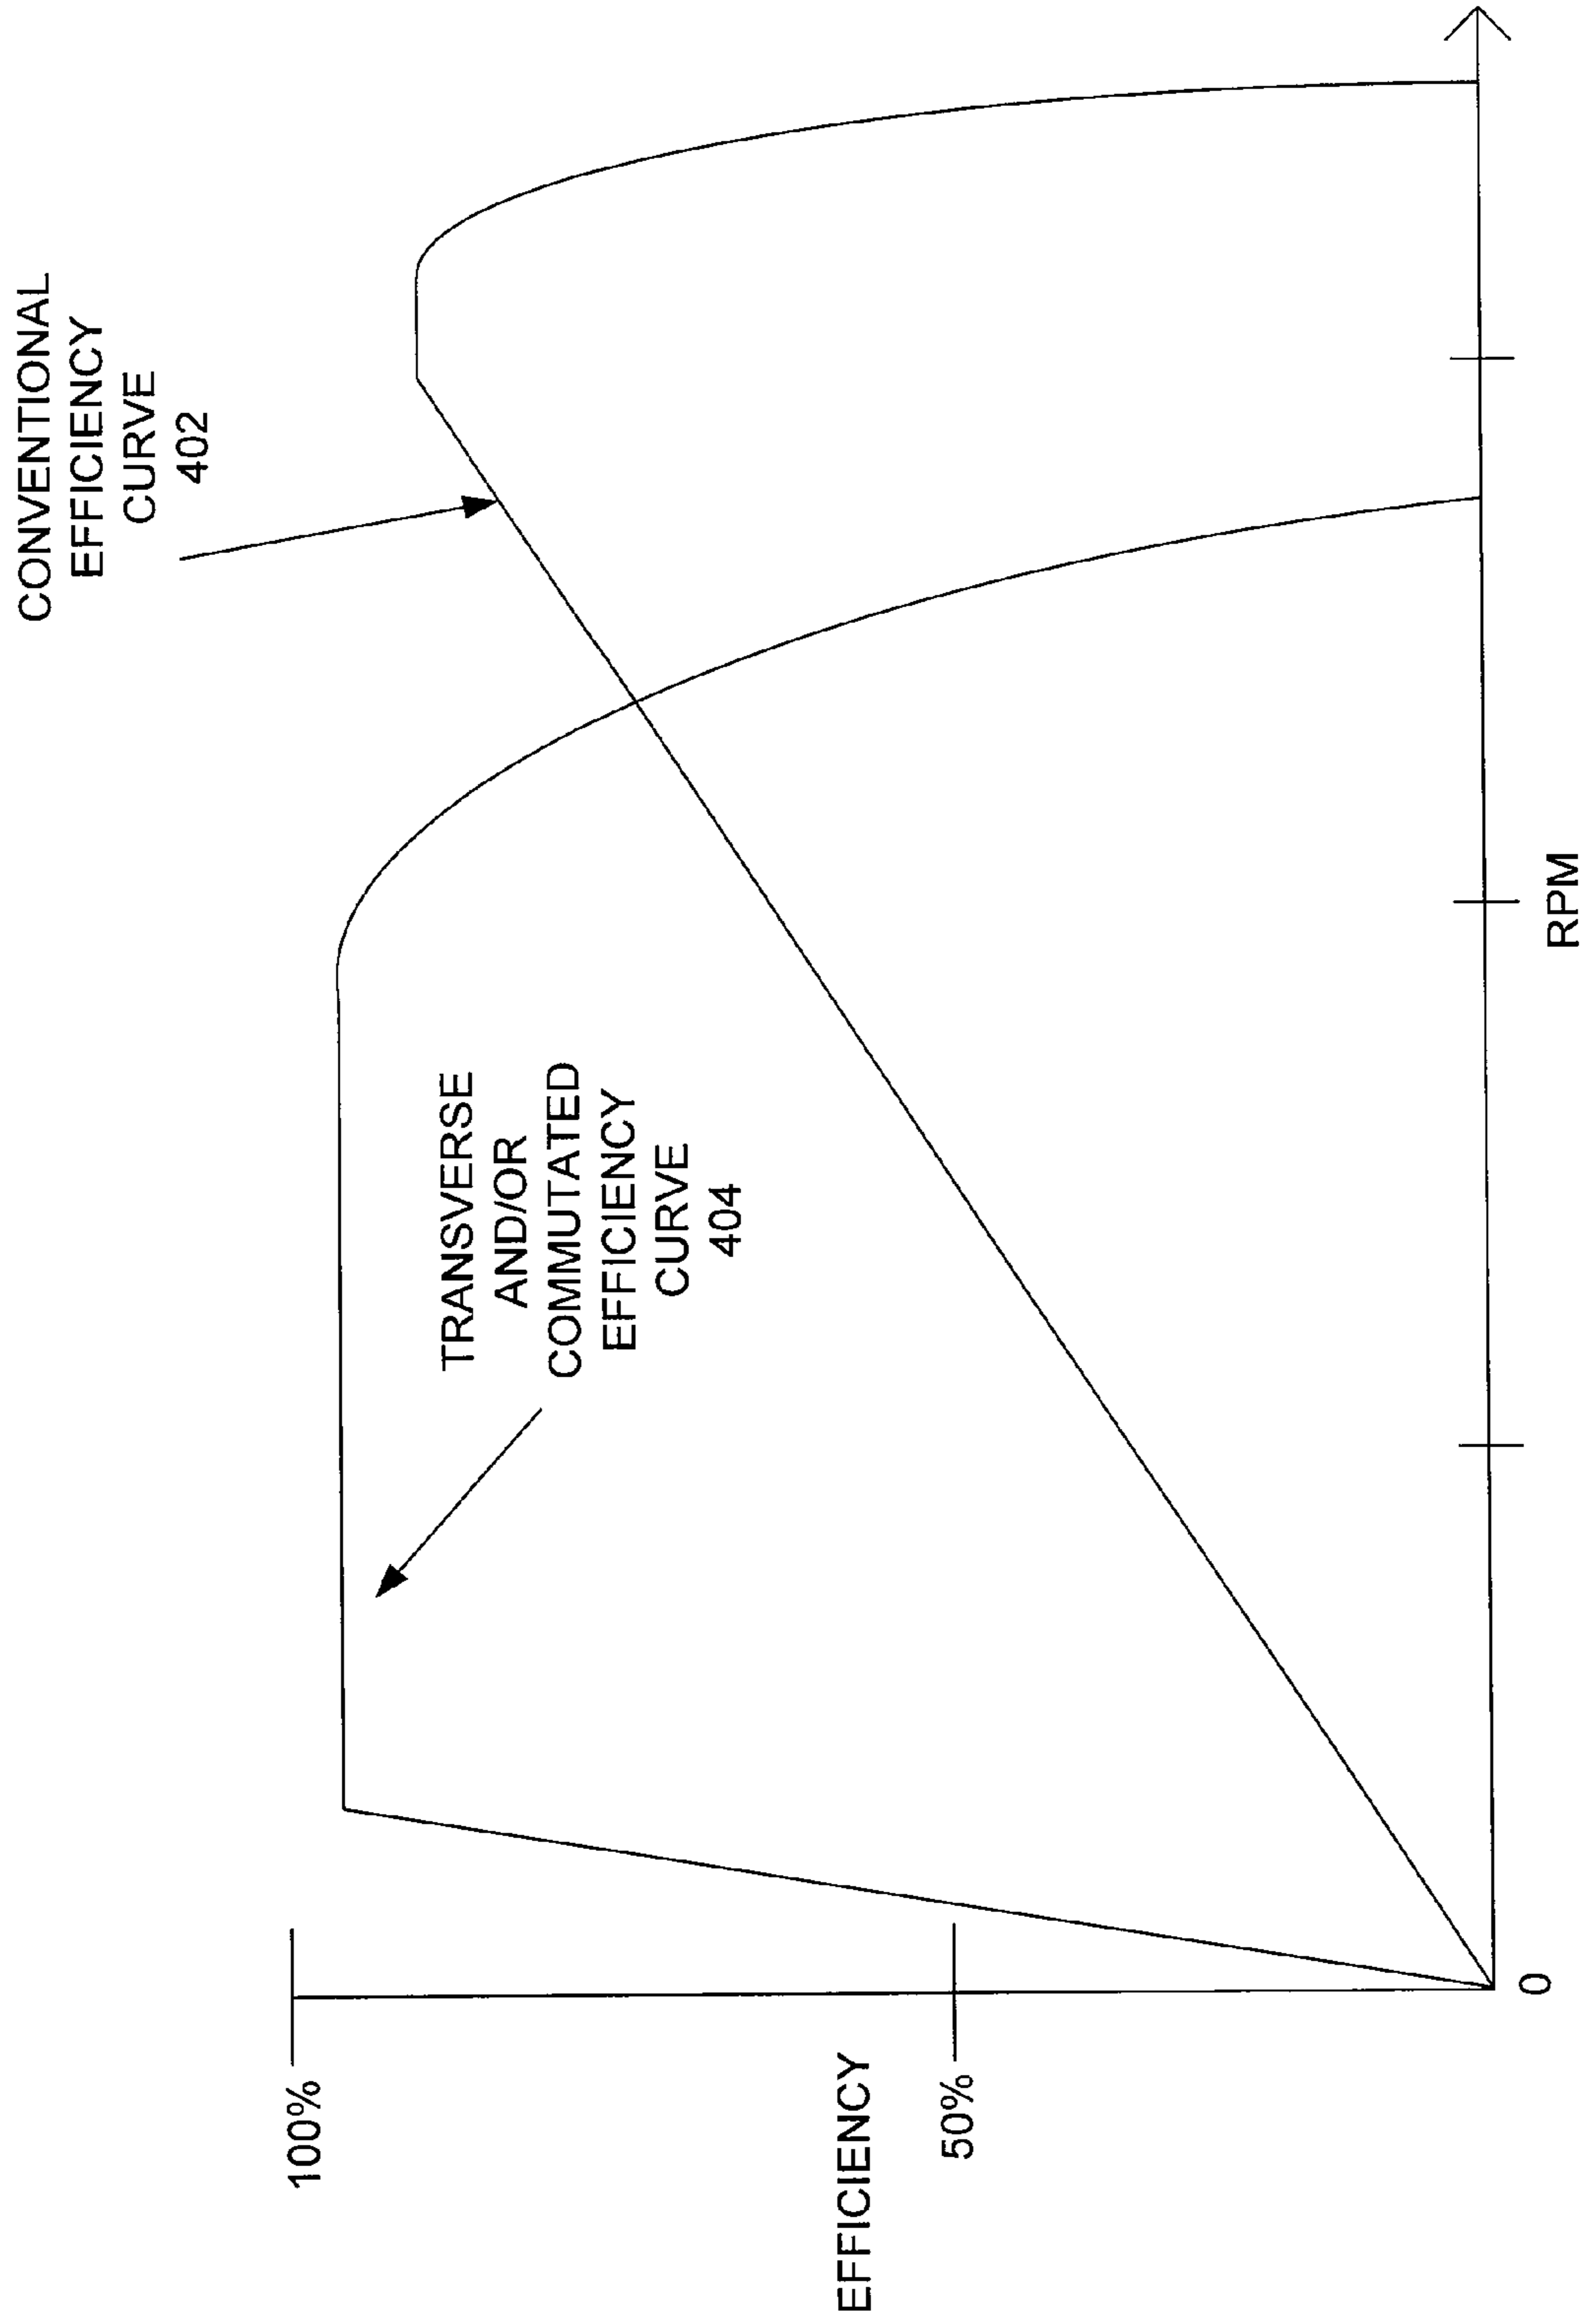 CONVENTIONAL
EFFICIENCY
CURVE
402
100%
TRANSVERSE
AND/OR
COMMUTATED
EFFICIENCY
CURVE
404
EFFICIENCY
50%
0
RPM